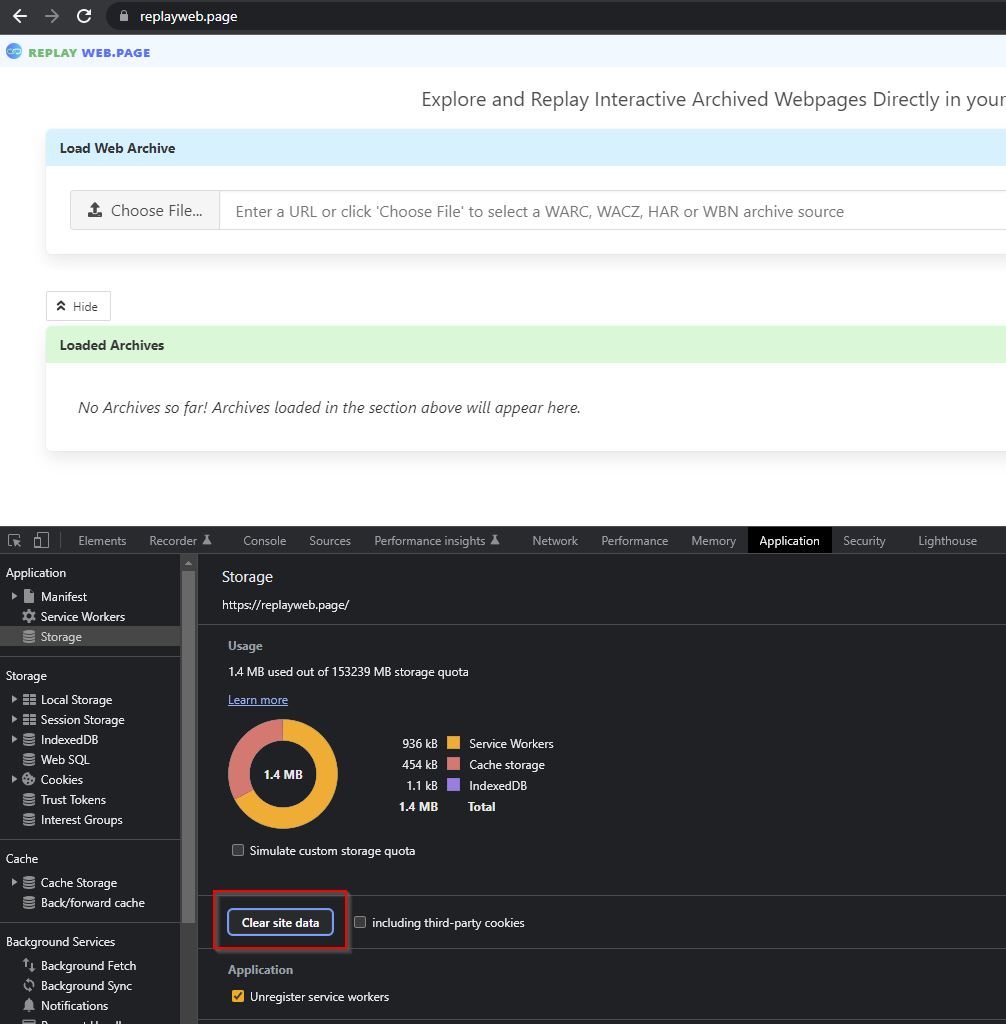 replayweb.page
REPLAY WEB.PAGE
Explore and Replay Interactive Archived Webpages Directly in your
Load Web Archive
Choose File... Enter a URL or click 'Choose File' to select a WARC, WACZ, HAR or WBN archive source
Hide
Loaded Archives
No Archives so far! Archives loaded in the section above will appear here.
Elements Recorder Console Sources Performance insights Network Performance Memory Application Security Lighthouse
Application
Manifest
Service Workers
Storage
Storage
Local Storage
Session Storage
IndexedDB
Web SQL
Cookies
Trust Tokens
Interest Groups
Cache
Cache Storage
Back/forward cache
Background Services
Background Fetch
Background Sync
Notifications
Storage
https://replayweb.page/
Usage
1.4 MB used out of 153239 MB storage quota
Learn more
1.4 MB
936 kB Service Workers
454 kB Cache storage
1.1 kB IndexedDB
1.4 MB Total
Simulate custom storage quota
Clear site data including third-party cookies
Application
Unregister service workers